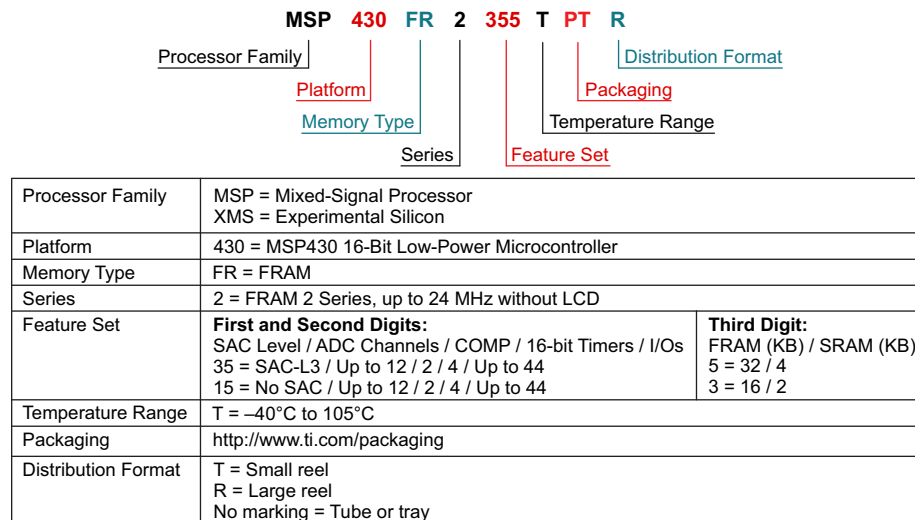 MSP 430 FR 2 355 T PT R
Processor Family
Distribution Format
Platform
Packaging
Memory Type
Temperature Range
Series
Feature Set
Processor Family
MSP = Mixed-Signal Processor
XMS = Experimental Silicon
Platform
430 = MSP430 16-Bit Low-Power Microcontroller
Memory Type
FR = FRAM
Series
2 = FRAM 2 Series, up to 24 MHz without LCD
Feature Set
First and Second Digits:
SAC Level / ADC Channels / COMP / 16-bit Timers / I/Os
35 = SAC-L3 / Up to 12 / 2 / 4 / Up to 44
15 = No SAC / Up to 12 / 2 / 4 / Up to 44
Third Digit:
FRAM (KB) / SRAM (KB)
5 = 32 / 4
3 = 16 / 2
Temperature Range
T = –40°C to 105°C
Packaging
http://www.ti.com/packaging
Distribution Format
T = Small reel
R = Large reel
No marking = Tube or tray